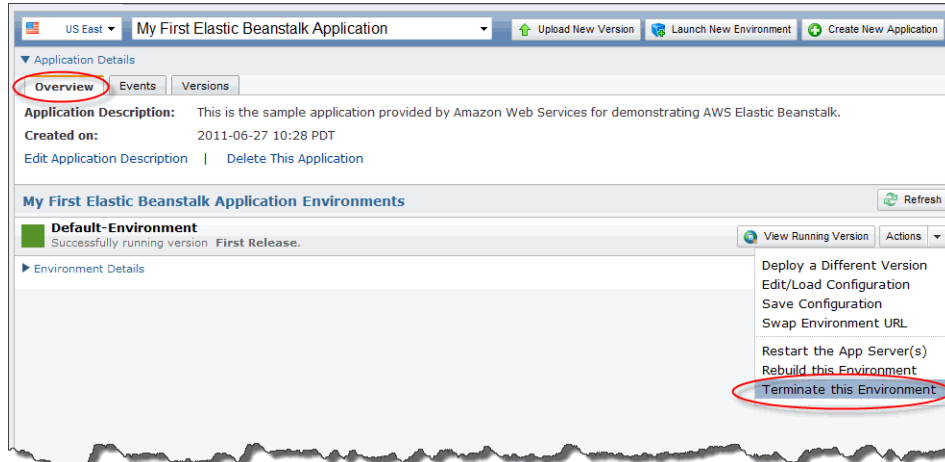 US East My First Elastic Beanstalk Application Upload New Version Launch New Environment Create New Application
Application Details
Overview Events Versions
Application Description: This is the sample application provided by Amazon Web Services for demonstrating AWS Elastic Beanstalk.
Created on: 2011-06-27 10:28 PDT
Edit Application Description | Delete This Application
My First Elastic Beanstalk Application Environments Refresh
Default-Environment
Successfully running version First Release.
View Running Version Actions
Environment Details
Deploy a Different Version
Edit/Load Configuration
Save Configuration
Swap Environment URL
Restart the App Server(s)
Rebuild this Environment
Terminate this Environment